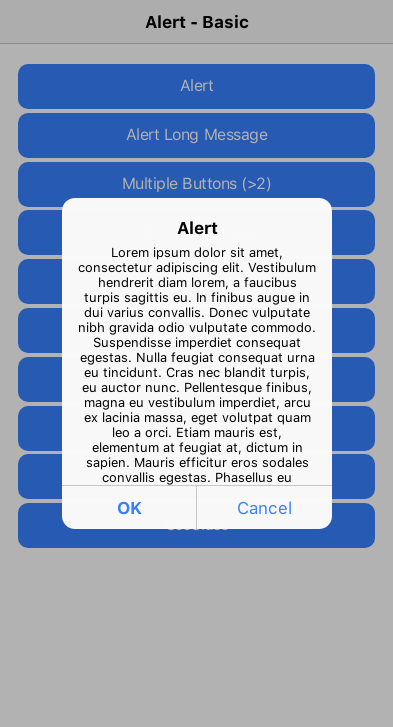 Alert - Basic
Alert
Alert Long Message
Multiple Buttons (>2)
Alert
Lorem ipsum dolor sit amet,
consectetur adipiscing elit. Vestibulum
hendrerit diam lorem, a faucibus
turpis sagittis eu. In finibus augue in
dui varius convallis. Donec vulputate
nibh gravida odio vulputate commodo.
Suspendisse imperdiet consequat
egestas. Nulla feugiat consequat urna
eu tincidunt. Cras nec blandit turpis,
eu auctor nunc. Pellentesque finibus,
magna eu vestibulum imperdiet, arcu
ex lacinia massa, eget volutpat quam
leo a orci. Etiam mauris est,
elementum at feugiat at, dictum in
sapien. Mauris efficitur eros sodales
convallis egestas. Phasellus eu
OK
Cancel